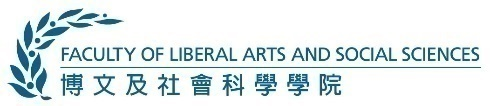 FACULTY OF LIBERAL ARTS AND SOCIAL SCIENCES
博文及社會科學學院